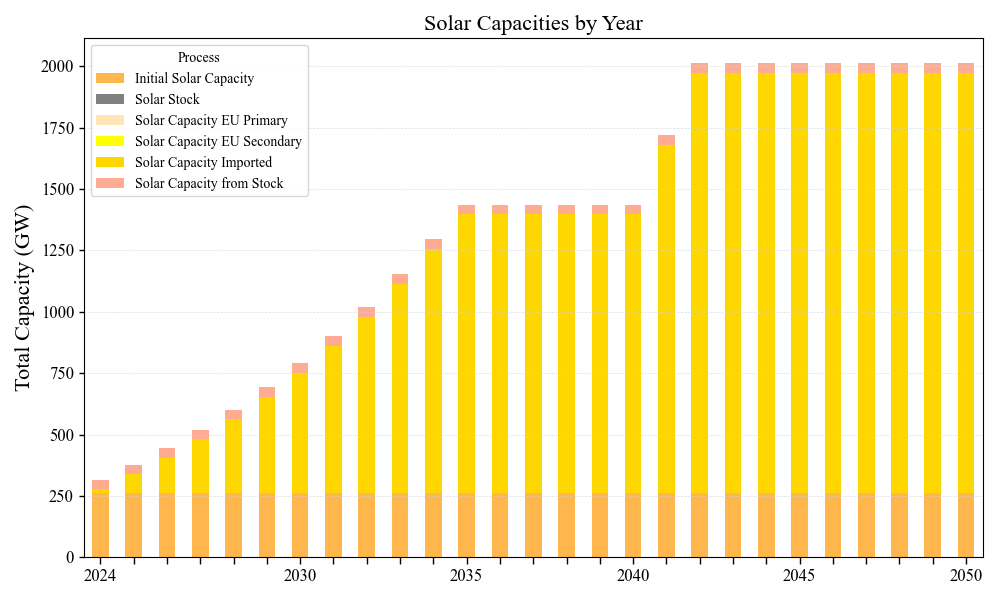 Solar Capacities by Year
Total Capacity (GW)
2000
1750
1500
1250
1000
750
500
250
0
Process
Initial Solar Capacity
Solar Stock
Solar Capacity EU Primary
Solar Capacity EU Secondary
Solar Capacity Imported
Solar Capacity from Stock
2024 2030 2035 2040 2045 2050